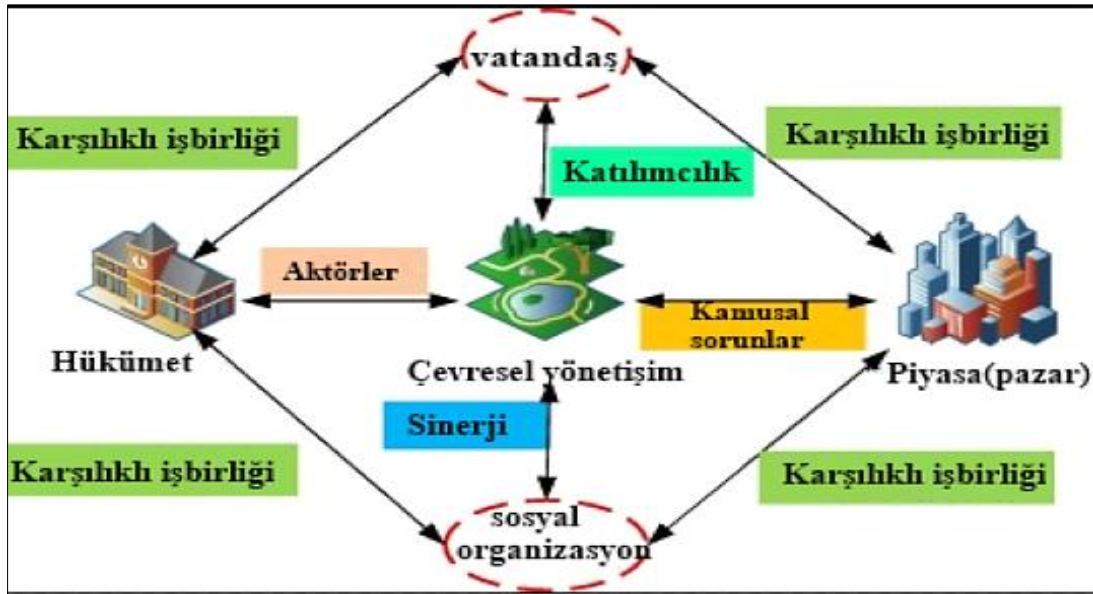 vatandaş
Karşılıklı işbirliği
Karşılıklı işbirliği
Katılımcılık
Aktörler
Kamusal
sorunlar
Hükümet
Çevresel yönetişim
Piyasa(pazar)
Sinerji
Karşılıklı işbirliği
Karşılıklı işbirliği
sosyal
organizasyon